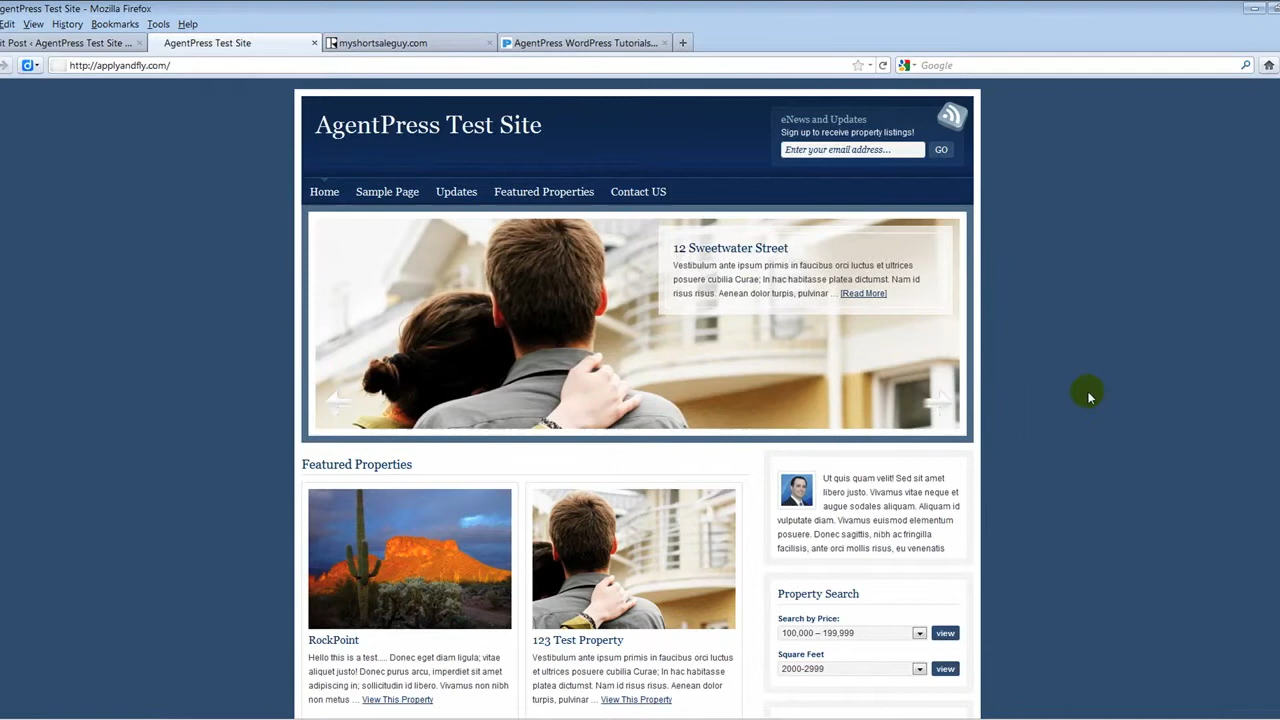 gentPress Test Site - Mozilla Firefox
Edit View History Bookmarks Tools Help
it Post ‹ AgentPress Test Site ... AgentPress Test Site myshortsaleguy.com AgentPress WordPress Tutorials...
http://applyandfly.com/ Google
AgentPress Test Site
eNews and Updates
Sign up to receive property listings!
Enter your email address... GO
Home Sample Page Updates Featured Properties Contact US
12 Sweetwater Street
Vestibulum ante ipsum primis in faucibus orci luctus et ultrices
posuere cubilia Curae; In hac habitasse platea dictumst. Nam id
risus risus. Aenean dolor turpis, pulvinar ... [Read More]
Featured Properties
RockPoint
Hello this is a test.... Donec eget diam ligula; vitae
aliquet justo! Donec purus arcu, imperdiet sit amet
adipiscing in; sollicitudin id libero. Vivamus non nibh
non metus ... View This Property
123 Test Property
Vestibulum ante ipsum primis in faucibus orci luctus
et ultrices posuere cubilia Curae; In hac habitasse
platea dictumst. Nam id risus risus. Aenean dolor
turpis, pulvinar ... View This Property
Ut quis quam velit! Sed sit amet
libero justo. Vivamus vitae neque et
augue sodales aliquam. Aliquam id
vulputate diam. Vivamus euismod elementum
posuere. Donec sagittis, nibh ac fringilla
facilisis, ante orci mollis risus, eu venenatis
Property Search
Search by Price:
100,000 – 199,999 view
Square Feet
2000-2999 view